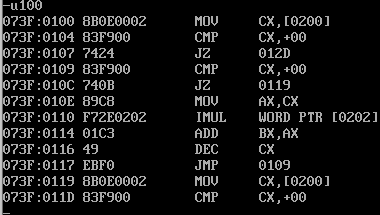 -u100
073F:0100 8B0E0002 MOV CX,[0200]
073F:0104 83F900 CMP CX,+00
073F:0107 7424 JZ 012D
073F:0109 83F900 CMP CX,+00
073F:010C 740B JZ 0119
073F:010E 89C8 MOV AX,CX
073F:0110 F72E0202 IMUL WORD PTR [0202]
073F:0114 01C3 ADD BX,AX
073F:0116 49 DEC CX
073F:0117 EBF0 JMP 0109
073F:0119 8B0E0002 MOV CX,[0200]
073F:011D 83F900 CMP CX,+00
-